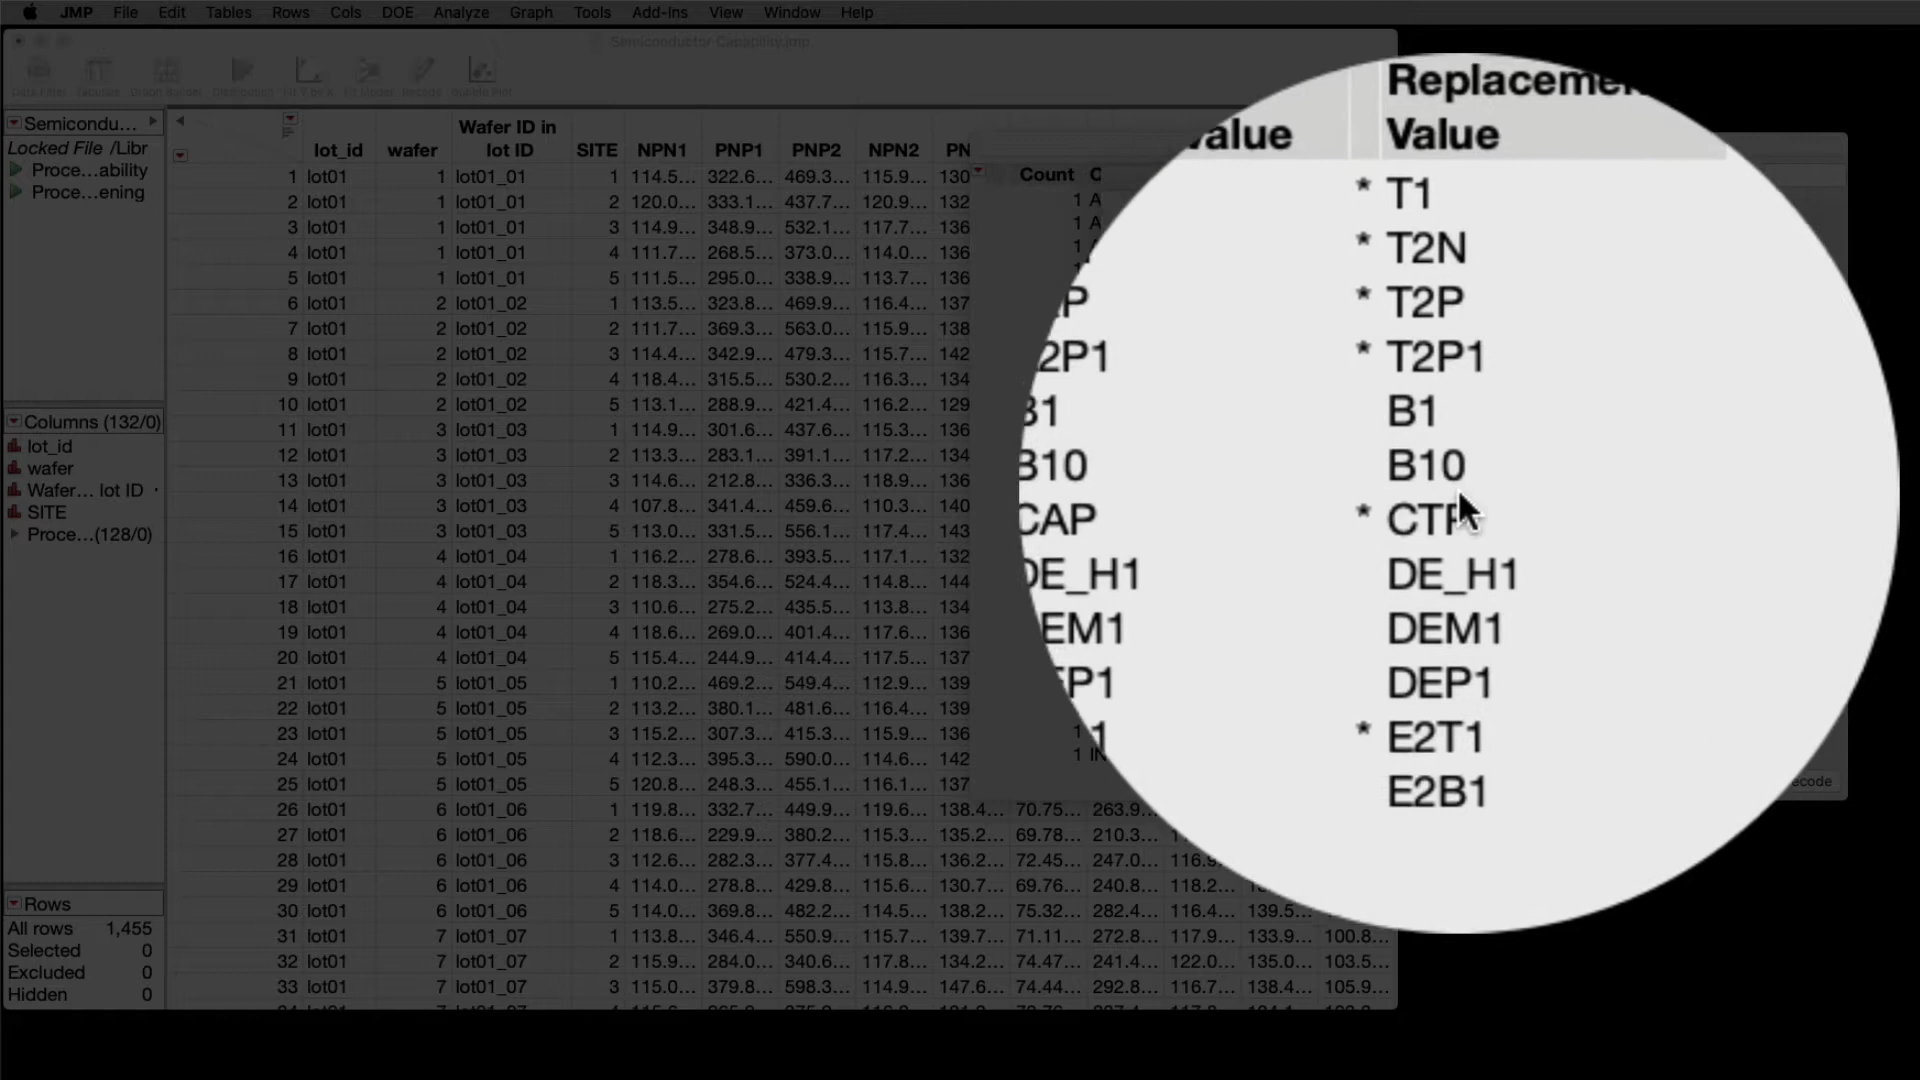 JMP File Edit Tables Rows Cols DOE Analyze Graph Tools Add-Ins View Window Help
Semiconductor Capability.jmp
Data Filter Tabulate Graph Builder Distribution Fit Y by X Fit Model Recode Bubble Plot
Semicondu...
Locked File /Libr
Proce...ability
Proce...ening
Columns (132/0)
lot_id
wafer
Wafer... lot ID
SITE
Proce...(128/0)
Rows
All rows 1,455
Selected 0
Excluded 0
Hidden 0
Wafer ID in
lot_id wafer lot ID SITE NPN1 PNP1 PNP2 NPN2 PN
1 lot01 1 lot01_01 1 114.5... 322.6... 469.3... 115.9... 130
2 lot01 1 lot01_01 2 120.0... 333.1... 437.7... 120.9... 132
3 lot01 1 lot01_01 3 114.9... 348.9... 532.1... 117.7... 136
4 lot01 1 lot01_01 4 111.7... 268.5... 373.0... 114.0... 136
5 lot01 1 lot01_01 5 111.5... 295.0... 338.9... 113.7... 136
6 lot01 2 lot01_02 1 113.5... 323.8... 469.9... 116.4... 137
7 lot01 2 lot01_02 2 111.7... 369.3... 563.0... 115.9... 138
8 lot01 2 lot01_02 3 114.4... 342.9... 479.3... 115.7... 142
9 lot01 2 lot01_02 4 118.4... 315.5... 530.2... 116.3... 134
10 lot01 2 lot01_02 5 113.1... 288.9... 421.4... 116.2... 129
11 lot01 3 lot01_03 1 114.9... 301.6... 437.6... 115.3... 136
12 lot01 3 lot01_03 2 113.3... 283.1... 391.1... 117.2... 134
13 lot01 3 lot01_03 3 114.6... 212.8... 336.3... 118.9... 136
14 lot01 3 lot01_03 4 107.8... 341.4... 459.6... 110.3... 140
15 lot01 3 lot01_03 5 113.0... 331.5... 556.1... 117.4... 143
16 lot01 4 lot01_04 1 116.2... 278.6... 393.5... 117.1... 132
17 lot01 4 lot01_04 2 118.3... 354.6... 524.4... 114.8... 144
18 lot01 4 lot01_04 3 110.6... 275.2... 435.5... 113.8... 134
19 lot01 4 lot01_04 4 118.6... 269.0... 401.4... 117.6... 136
20 lot01 4 lot01_04 5 115.4... 244.9... 414.4... 117.5... 137
21 lot01 5 lot01_05 1 110.2... 469.2... 549.4... 112.9... 139
22 lot01 5 lot01_05 2 113.2... 380.1... 481.6... 116.4... 139
23 lot01 5 lot01_05 3 115.2... 307.3... 415.3... 115.9... 136
24 lot01 5 lot01_05 4 112.3... 395.3... 590.0... 114.6... 142
25 lot01 5 lot01_05 5 120.8... 248.3... 455.1... 116.1... 137
26 lot01 6 lot01_06 1 119.8... 332.7... 449.9... 119.6... 138.4... 70.75... 263.9...
27 lot01 6 lot01_06 2 118.6... 229.9... 380.2... 115.3... 135.2... 69.78... 210.3...
28 lot01 6 lot01_06 3 112.6... 282.3... 377.4... 115.8... 136.2... 72.45... 247.0... 116.9
29 lot01 6 lot01_06 4 114.0... 278.8... 429.8... 115.6... 130.7... 69.76... 240.8... 118.2...
30 lot01 6 lot01_06 5 114.0... 369.8... 482.2... 114.5... 138.2... 75.32... 282.4... 116.4... 139.5...
31 lot01 7 lot01_07 1 113.8... 346.4... 550.9... 115.7... 139.7... 71.11... 272.8... 117.9... 133.9... 100.8...
32 lot01 7 lot01_07 2 115.9... 284.0... 340.6... 117.8... 134.2... 74.47... 241.4... 122.0... 135.0... 103.5...
33 lot01 7 lot01_07 3 115.0... 379.8... 598.3... 114.9... 147.6... 74.44... 292.8... 116.7... 138.4... 105.9...
Count
Replacemen
Value Value
* T1
* T2N
P * T2P
2P1 * T2P1
B1 B1
B10 B10
CAP * CTP
DE_H1 DE_H1
EM1 DEM1
P1 DEP1
1 * E2T1
E2B1
ecode